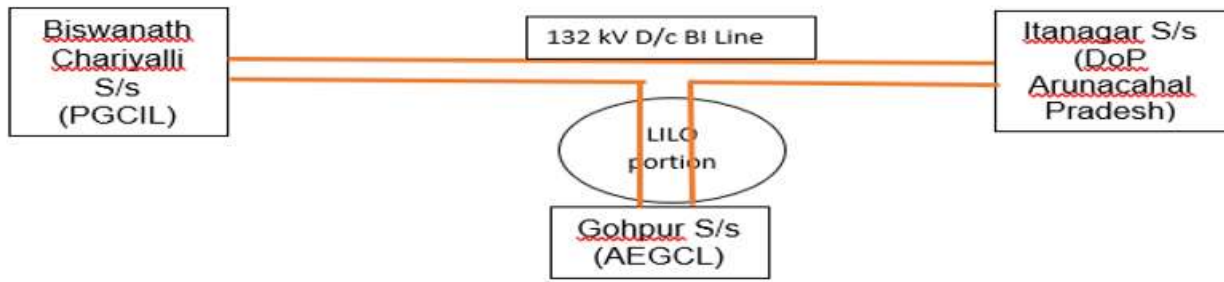 Biswanath
Chariyalli
S/s
(PGCIL)
132 kV D/c BI Line
Itanagar S/s
(DoP
Arunacahal
Pradesh)
LILO
portion
Gohpur S/s
(AEGCL)